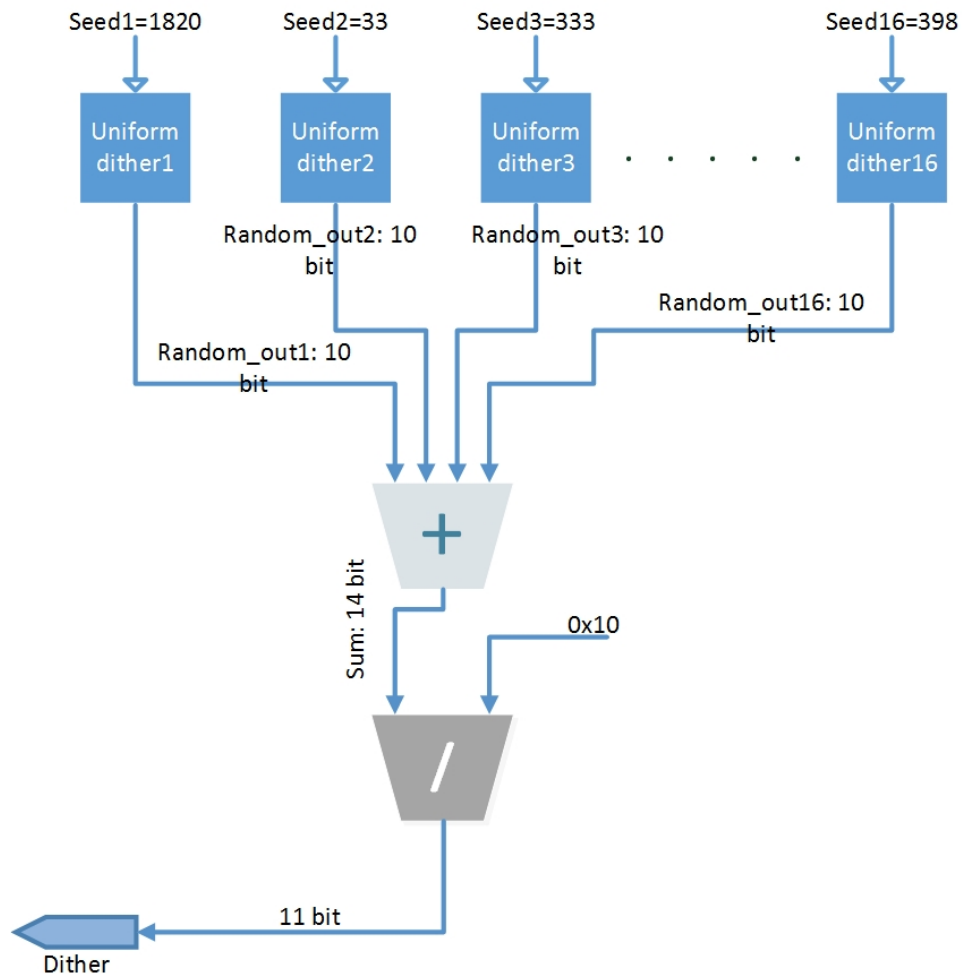 Seed1=1820
Seed2=33
Seed3=333
Seed16=398
Uniform
dither1
Uniform
dither2
Uniform
dither3
. . . . .
Uniform
dither16
Random_out2: 10
bit
Random_out3: 10
bit
Random_out16: 10
bit
Random_out1: 10
bit
+
Sum: 14 bit
0x10
/
11 bit
Dither